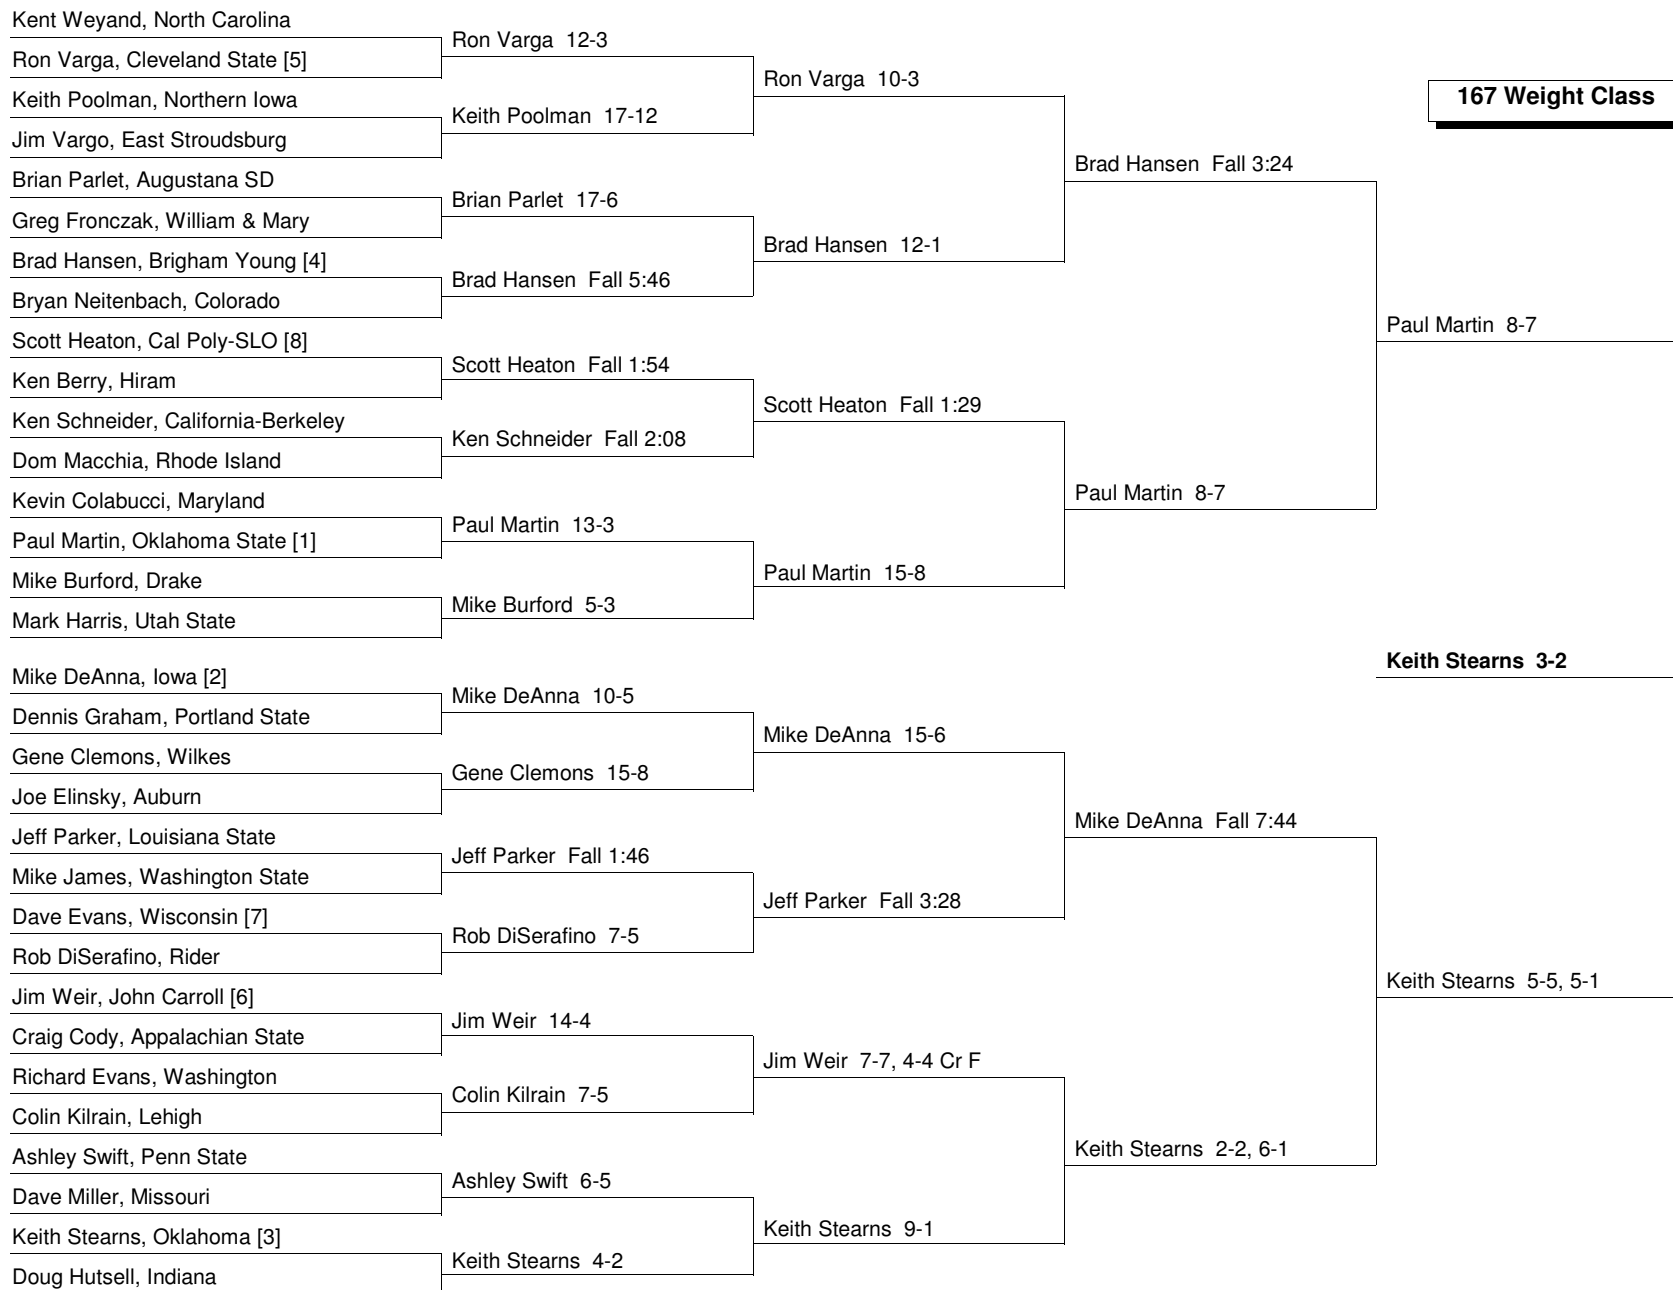 Kent Weyand, North Carolina
Ron Varga, Cleveland State [5]
Keith Poolman, Northern Iowa
Jim Vargo, East Stroudsburg
Brian Parlet, Augustana SD
Greg Fronczak, William & Mary
Brad Hansen, Brigham Young [4]
Bryan Neitenbach, Colorado
Scott Heaton, Cal Poly-SLO [8]
Ken Berry, Hiram
Ken Schneider, California-Berkeley
Dom Macchia, Rhode Island
Kevin Colabucci, Maryland
Paul Martin, Oklahoma State [1]
Mike Burford, Drake
Mark Harris, Utah State
Mike DeAnna, Iowa [2]
Dennis Graham, Portland State
Gene Clemons, Wilkes
Joe Elinsky, Auburn
Jeff Parker, Louisiana State
Mike James, Washington State
Dave Evans, Wisconsin [7]
Rob DiSerafino, Rider
Jim Weir, John Carroll [6]
Craig Cody, Appalachian State
Richard Evans, Washington
Colin Kilrain, Lehigh
Ashley Swift, Penn State
Dave Miller, Missouri
Keith Stearns, Oklahoma [3]
Doug Hutsell, Indiana
Ron Varga 12-3
Keith Poolman 17-12
Brian Parlet 17-6
Brad Hansen Fall 5:46
Scott Heaton Fall 1:54
Ken Schneider Fall 2:08
Paul Martin 13-3
Mike Burford 5-3
Mike DeAnna 10-5
Gene Clemons 15-8
Jeff Parker Fall 1:46
Rob DiSerafino 7-5
Jim Weir 14-4
Colin Kilrain 7-5
Ashley Swift 6-5
Keith Stearns 4-2
Ron Varga 10-3
Brad Hansen 12-1
Scott Heaton Fall 1:29
Paul Martin 15-8
Mike DeAnna 15-6
Jeff Parker Fall 3:28
Jim Weir 7-7, 4-4 Cr F
Keith Stearns 9-1
Brad Hansen Fall 3:24
Paul Martin 8-7
Mike DeAnna Fall 7:44
Keith Stearns 2-2, 6-1
167 Weight Class
Paul Martin 8-7
Keith Stearns 3-2
Keith Stearns 5-5, 5-1